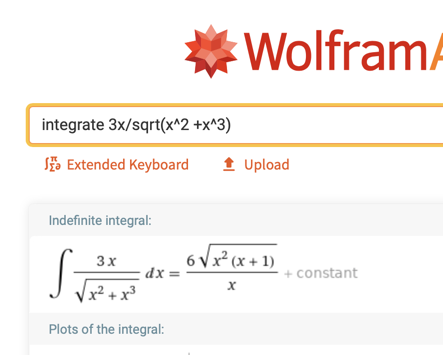 WolframA
integrate 3x/sqrt(x^2 +x^3)
Extended Keyboard Upload
Indefinite integral:
∫ 3x/√(x² + x³) dx = 6√(x² (x + 1))/x + constant
Plots of the integral: